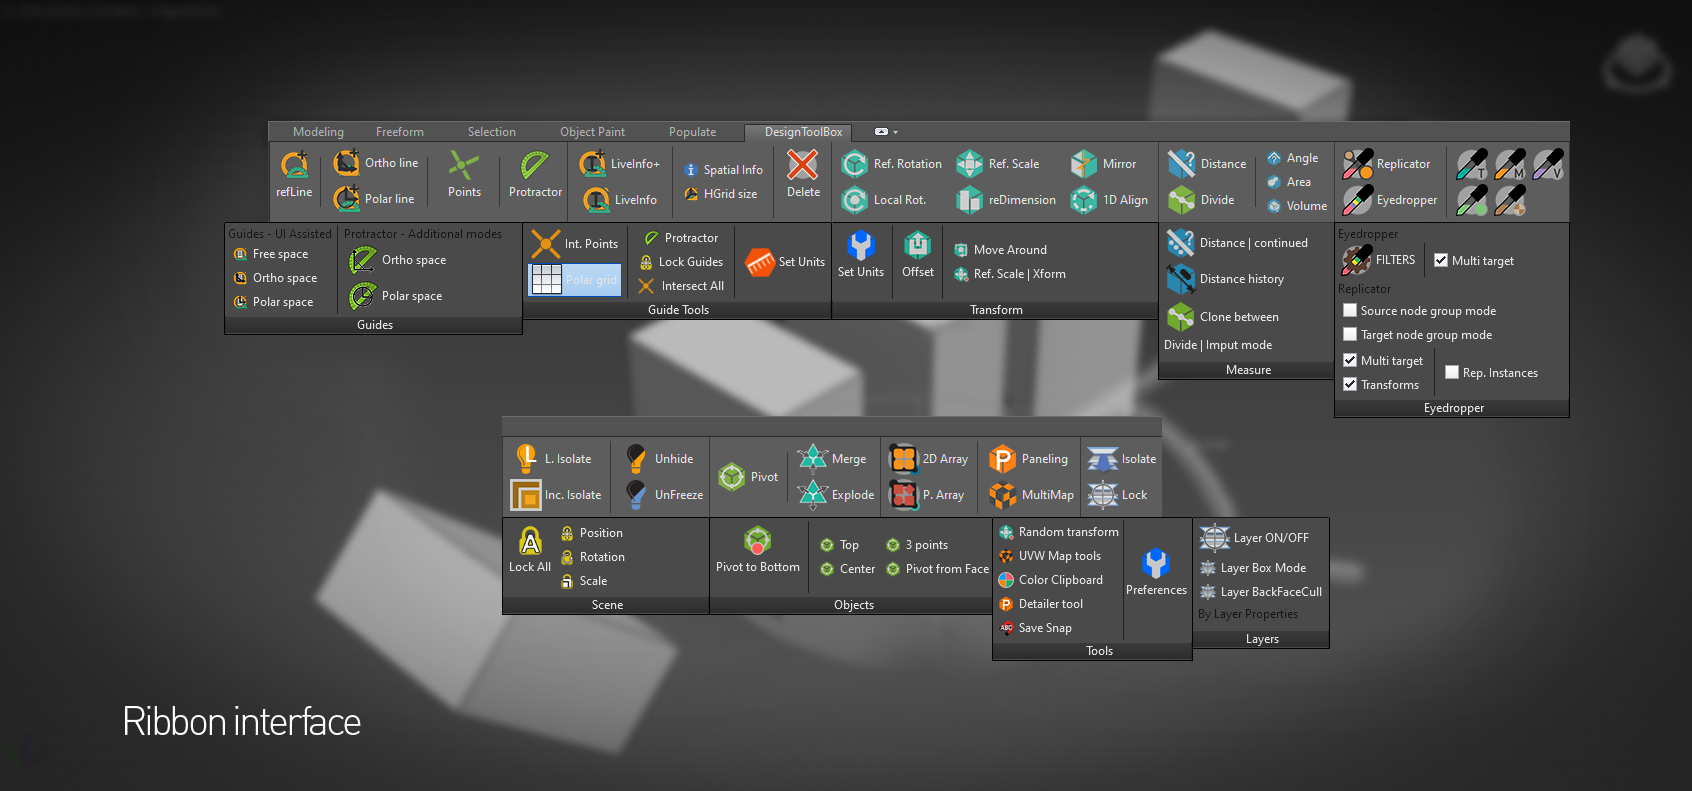 Modeling Freeform Selection Object Paint Populate DesignToolBox
refLine
Ortho line
Polar line
Points
Protractor
LiveInfo+
LiveInfo
Spatial Info
HGrid size
Delete
Ref. Rotation
Local Rot.
Ref. Scale
reDimension
Mirror
1D Align
Distance
Divide
Angle
Area
Volume
Replicator
Eyedropper
T M V
Guides - UI Assisted
Free space
Ortho space
Polar space
Protractor - Additional modes
Ortho space
Polar space
Guides
Int. Points
Polar grid
Protractor
Lock Guides
Intersect All
Set Units
Guide Tools
Set Units
Offset
Move Around
Ref. Scale | Xform
Transform
Distance | continued
Distance history
Clone between
Divide | Imput mode
Measure
Eyedropper
FILTERS
Multi target
Replicator
Source node group mode
Target node group mode
Multi target
Transforms
Rep. Instances
Eyedropper
L
L. Isolate
Inc. Isolate
Unhide
UnFreeze
Pivot
Merge
Explode
2D Array
P. Array
P
Paneling
MultiMap
Isolate
Lock
A
Lock All
Position
Rotation
Scale
Scene
Pivot to Bottom
Top
Center
3 points
Pivot from Face
Objects
Random transform
UVW Map tools
Color Clipboard
P
Detailer tool
ABC
Save Snap
Preferences
Tools
Layer ON/OFF
Layer Box Mode
Layer BackFaceCull
By Layer Properties
Layers
Ribbon interface